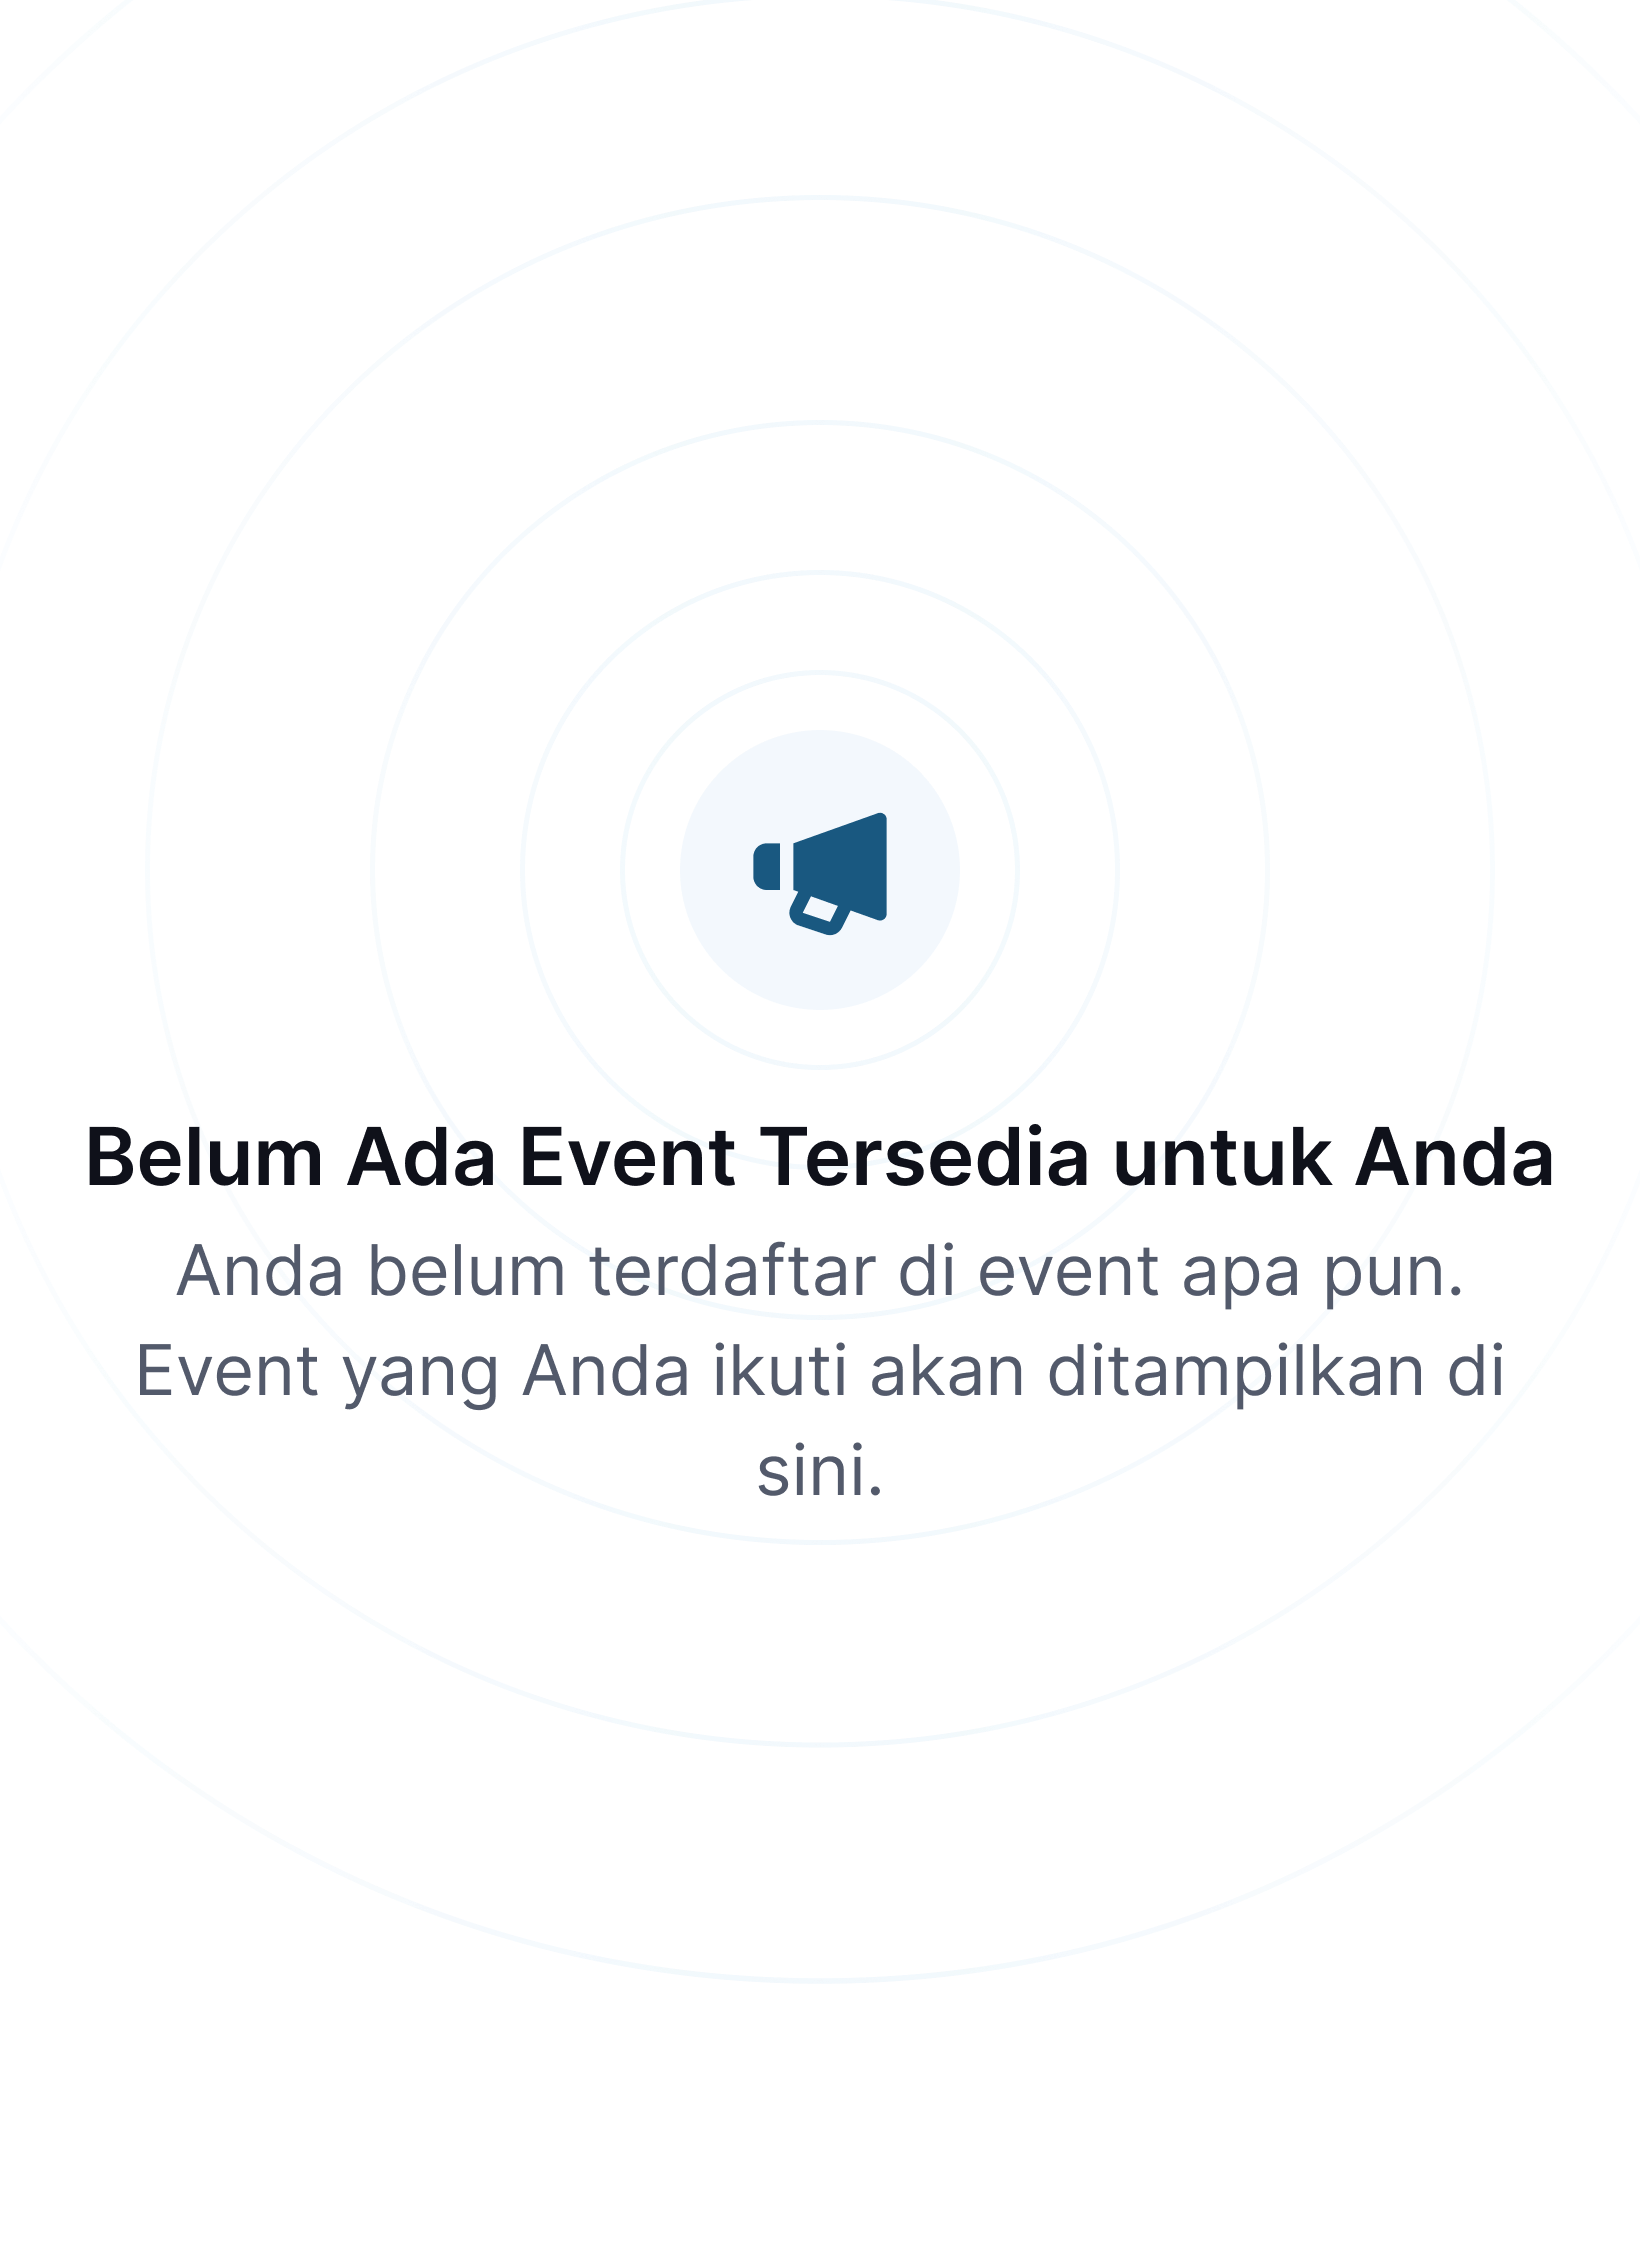 Belum Ada Event Tersedia untuk Anda
Anda belum terdaftar di event apa pun.
Event yang Anda ikuti akan ditampilkan di
sini.